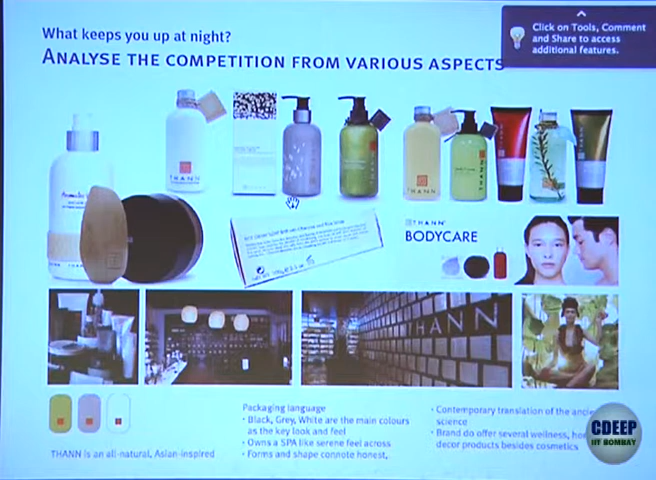 What keeps you up at night?
ANALYSE THE COMPETITION FROM VARIOUS ASPECTS
Click on Tools, Comment
and Share to access
additional features.
THANN
THANN
BODYCARE
THANN
THANN is an all-natural, Asian-inspired
Packaging language
• Black, Grey, White are the main colours
as the key look and feel
• Owns a SPA like serene feel across
• Forms and shape connote honest,
• Contemporary translation of the
science
• Brand do offer several wellness,
decor products besides cosmetics
CDEEP
IIT BOMBAY